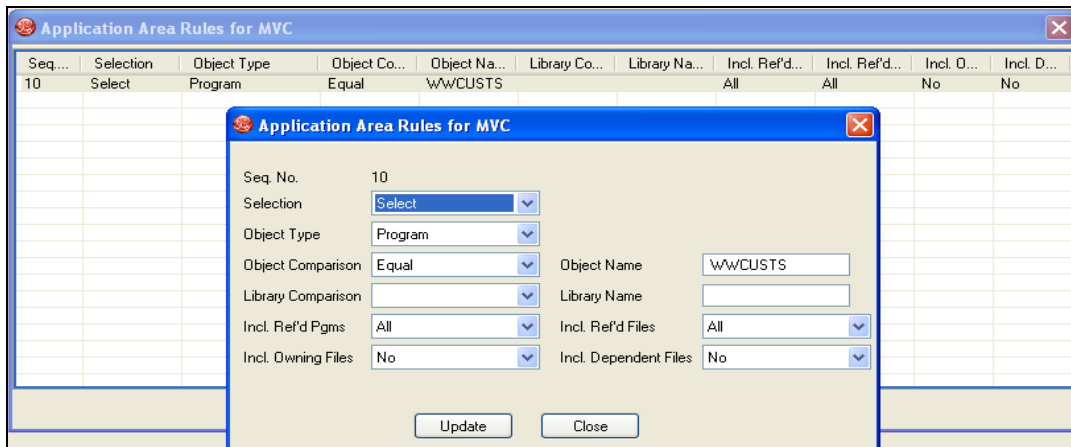 Application Area Rules for MVC
Seq.... Selection Object Type Object Co... Object Na... Library Co... Library Na... Incl. Ref'd... Incl. Ref'd... Incl. O... Incl. D...
10 Select Program Equal WWCUSTS All All No No
Application Area Rules for MVC
Seq. No. 10
Selection Select
Object Type Program
Object Comparison Equal Object Name WWCUSTS
Library Comparison Library Name
Incl. Ref'd Pgms All Incl. Ref'd Files All
Incl. Owning Files No Incl. Dependent Files No
Update Close